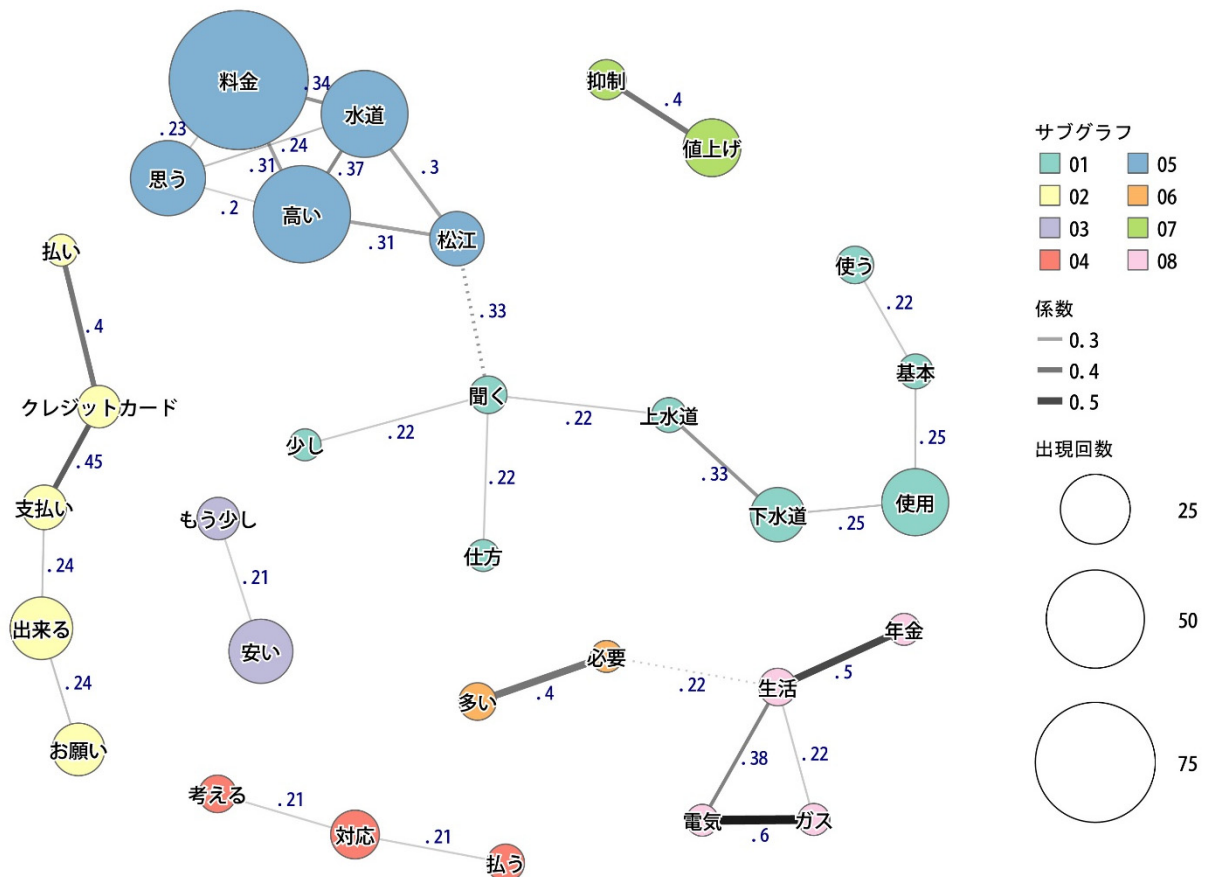 料金
.34
水道
.23
.24
思う
.31
.37
.3
.2
高い
.31
松江
抑制
.4
値上げ
サブグラフ
01
05
02
06
03
07
04
08
係数
0.3
0.4
0.5
出現回数
25
50
75
払い
.4
クレジットカード
.45
支払い
.24
出来る
.24
お願い
.33
聞く
.22
少し
.22
仕方
.22
上水道
.33
下水道
.25
使用
.25
基本
.22
使う
もう少し
.21
安い
多い
.4
必要
.22
生活
.5
年金
.38
.22
電気
.6
ガス
考える
.21
対応
.21
払う